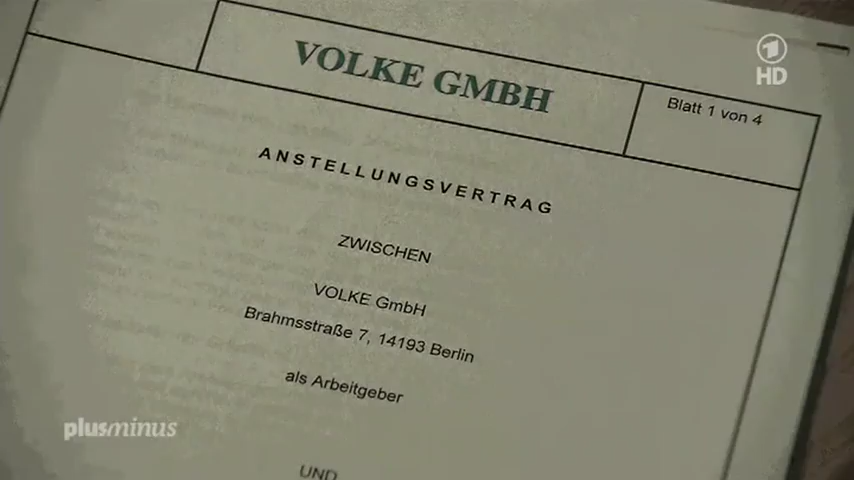 VOLKE GMBH
Blatt 1 von 4
1
HD
ANSTELLUNGSVERTRAG
ZWISCHEN
VOLKE GmbH
Brahmsstraße 7, 14193 Berlin
als Arbeitgeber
UND
plusminus